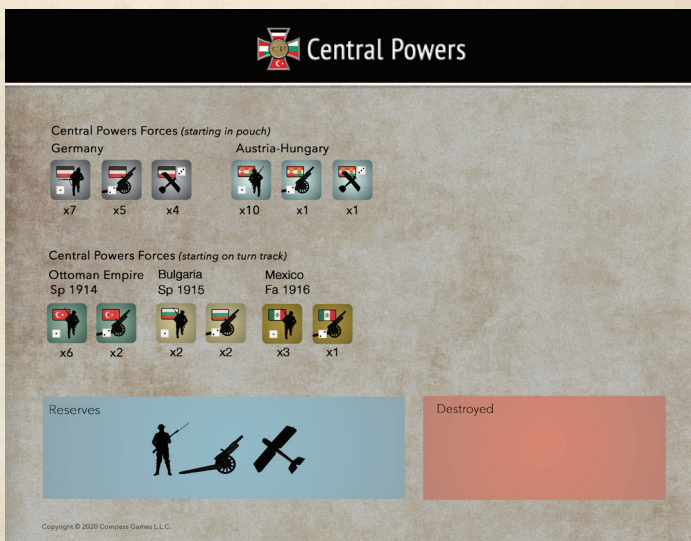 CP
Central Powers
Central Powers Forces (starting in pouch)
Germany
Austria-Hungary
x7 x5 x4 x10 x1 x1
Central Powers Forces (starting on turn track)
Ottoman Empire Bulgaria Mexico
Sp 1914 Sp 1915 Fa 1916
x6 x2 x2 x2 x3 x1
Reserves
Destroyed
Copyright © 2020 Compass Games L.L.C.